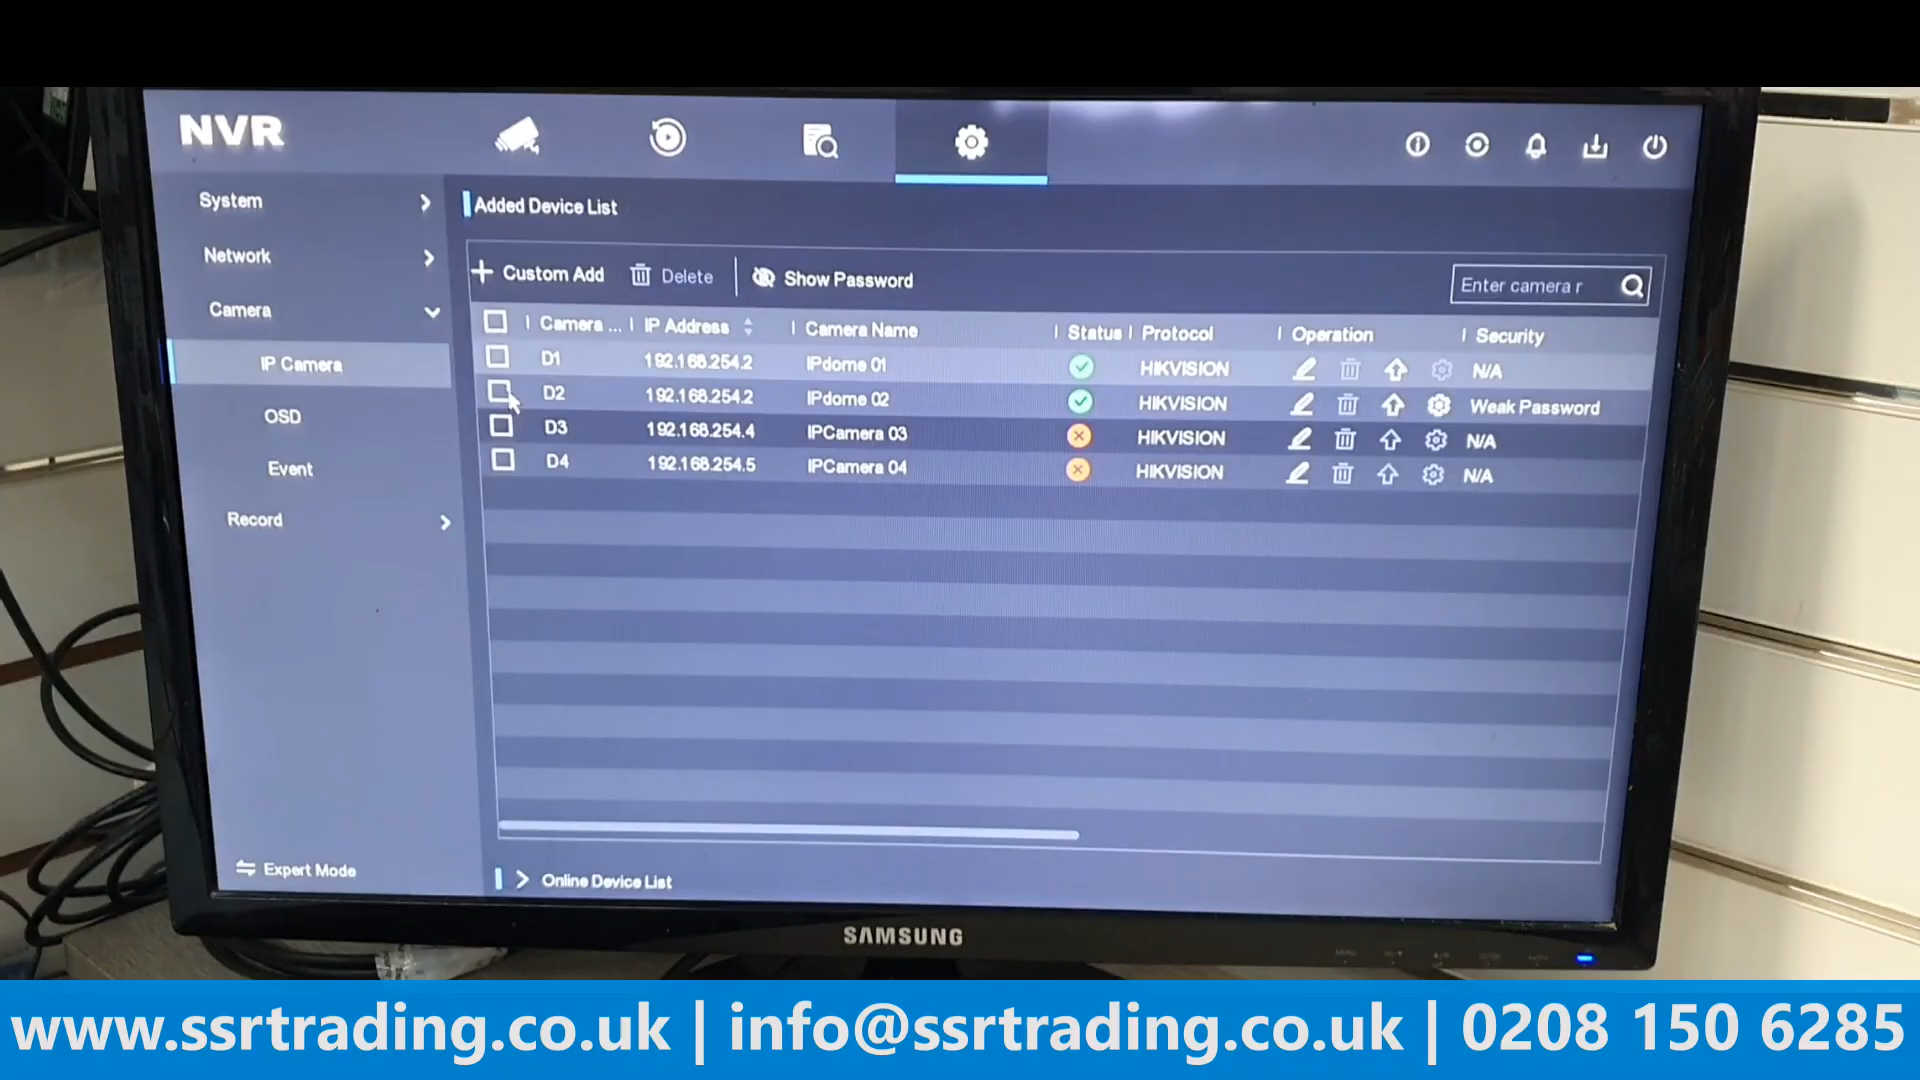 NVR
System
Network
Camera
IP Camera
OSD
Event
Record
Expert Mode
Added Device List
Custom Add Delete Show Password Enter camera r
Camera ... IP Address Camera Name Status Protocol Operation Security
D1 192.168.254.2 IPdome 01 HIKVISION N/A
D2 192.168.254.2 IPdome 02 HIKVISION Weak Password
D3 192.168.254.4 IPCamera 03 HIKVISION N/A
D4 192.168.254.5 IPCamera 04 HIKVISION N/A
Online Device List
SAMSUNG
www.ssrtrading.co.uk | info@ssrtrading.co.uk | 0208 150 6285